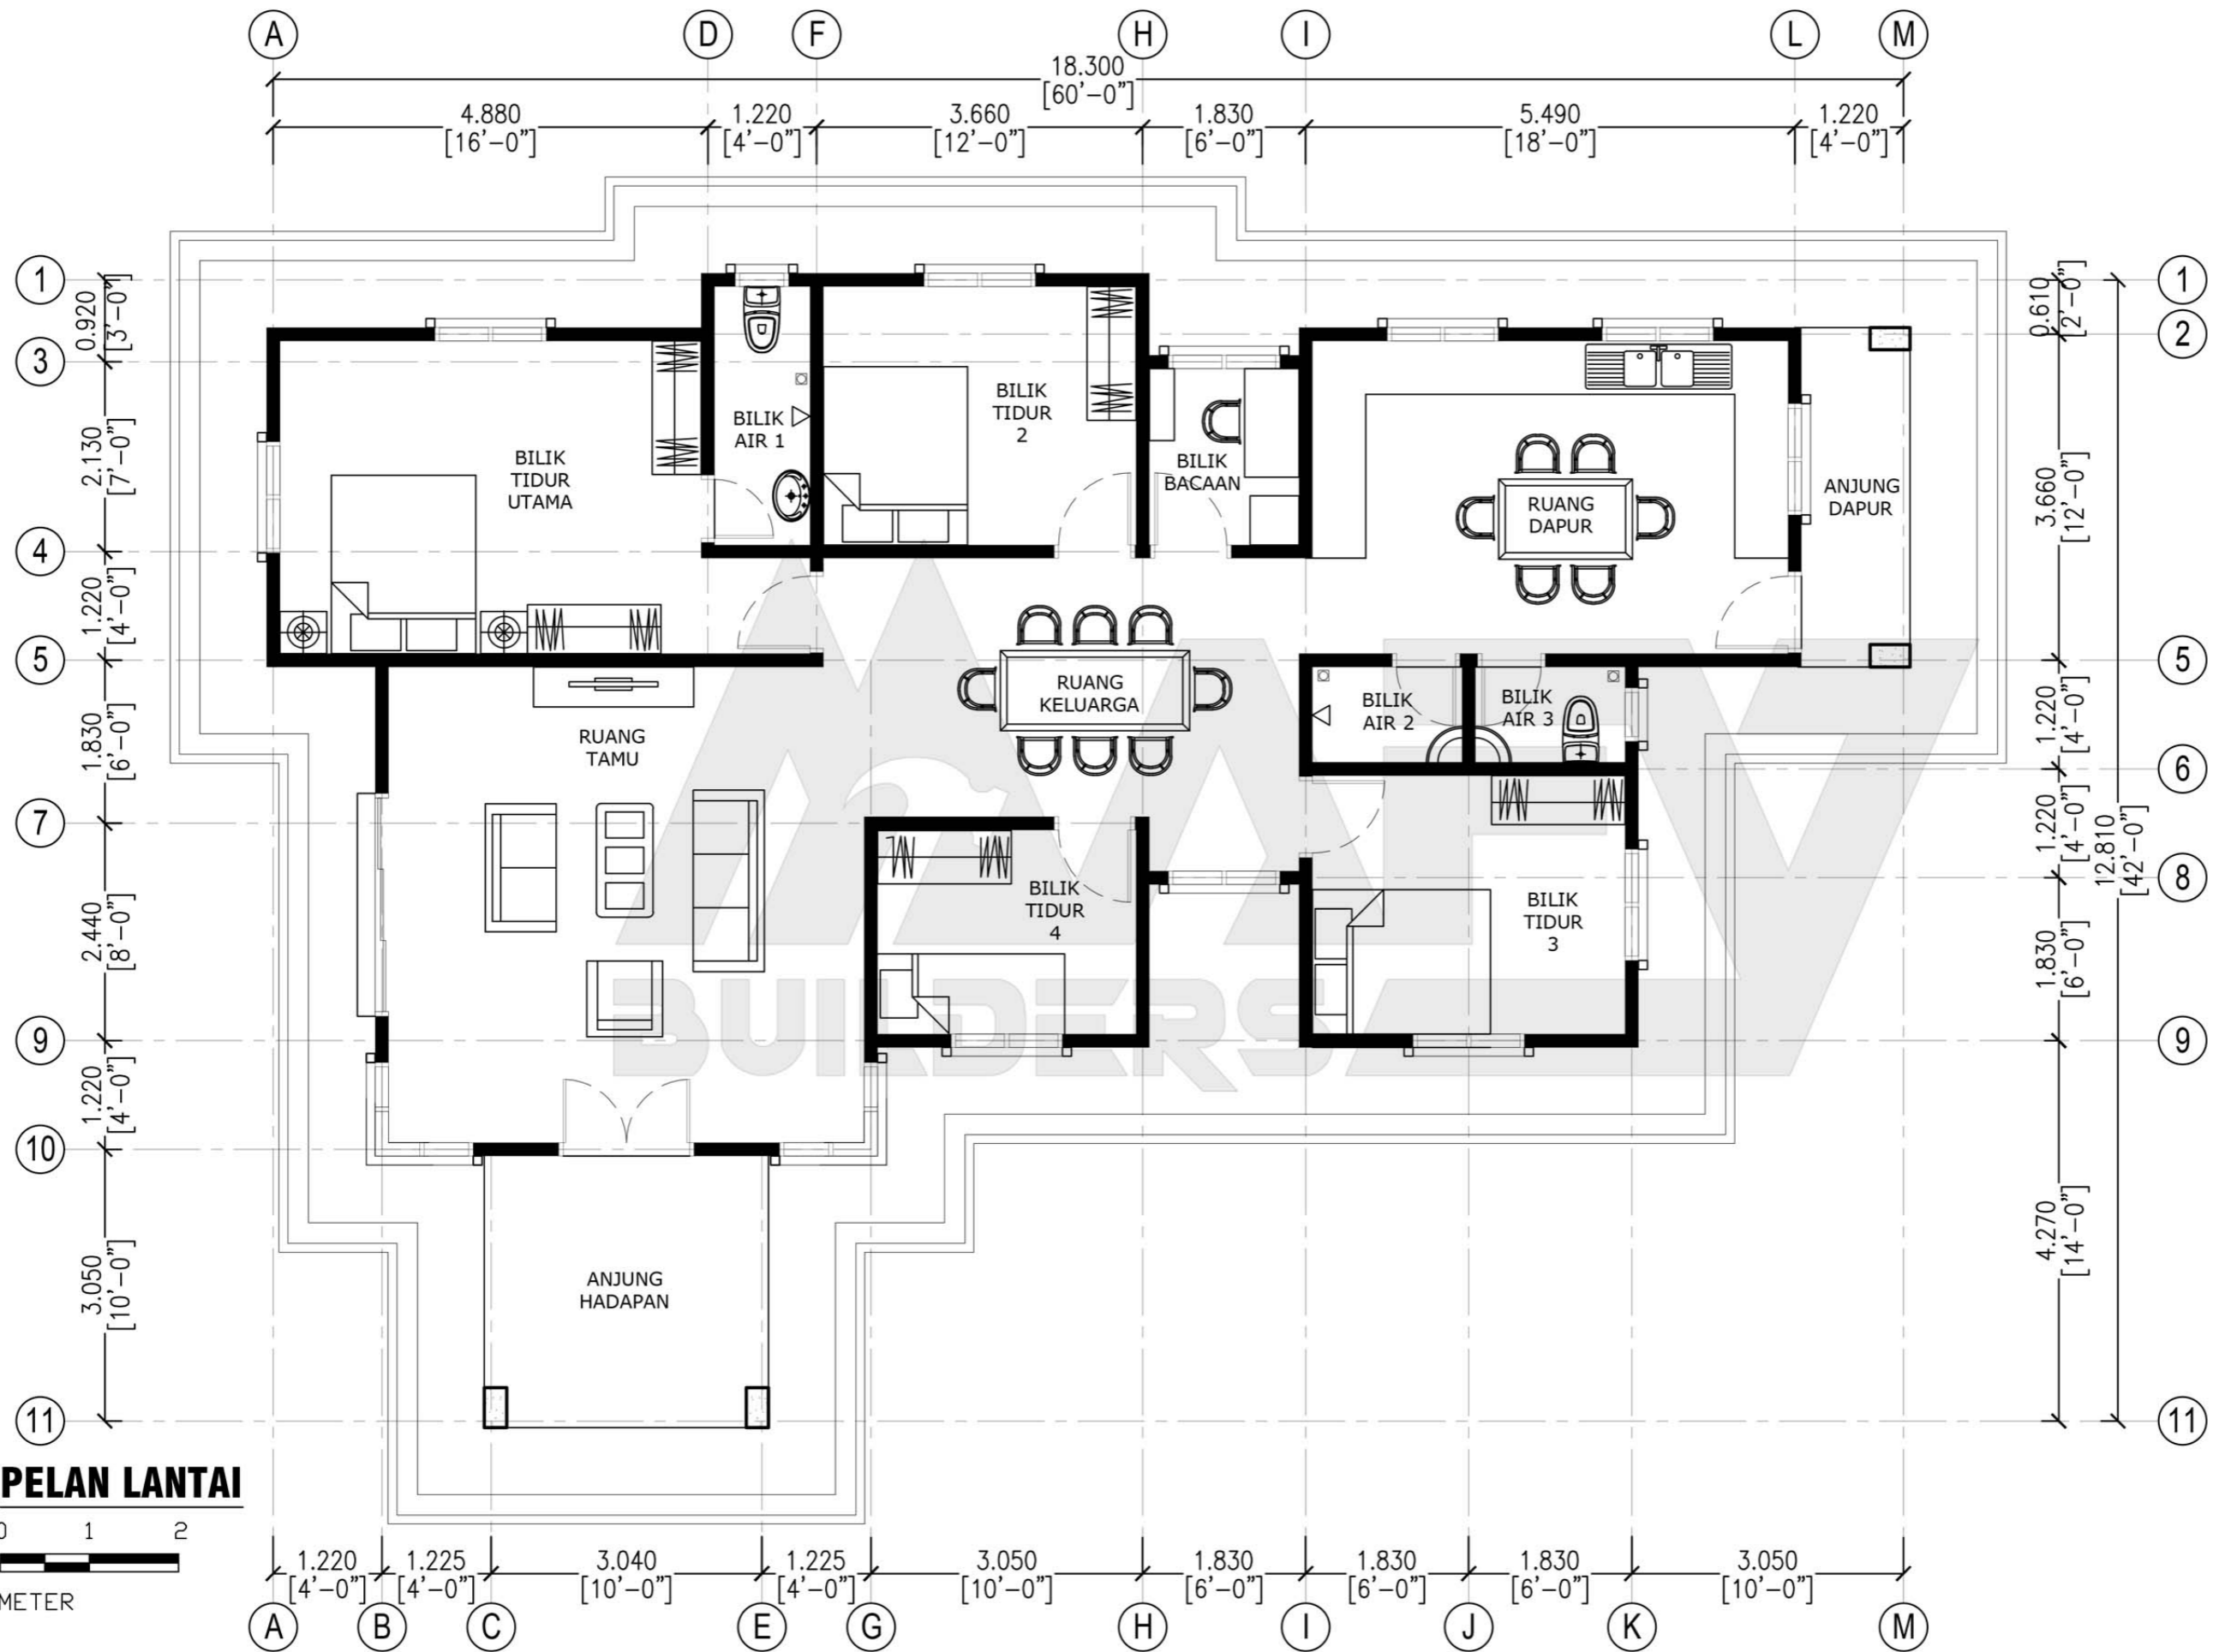 A D F H I L M
18.300
[60'-0"]
4.880 1.220 3.660 1.830 5.490 1.220
[16'-0"] [4'-0"] [12'-0"] [6'-0"] [18'-0"] [4'-0"]
1
3
4
5
7
9
10
11
0.920
[3'-0"]
2.130
[7'-0"]
1.220
[4'-0"]
1.830
[6'-0"]
2.440
[8'-0"]
1.220
[4'-0"]
3.050
[10'-0"]
BILIK
TIDUR
UTAMA
BILIK
AIR 1
BILIK
TIDUR
2
BILIK
BACAAN
RUANG
DAPUR
ANJUNG
DAPUR
RUANG
TAMU
RUANG
KELUARGA
BILIK
AIR 2
BILIK
AIR 3
BILIK
TIDUR
4
BILIK
TIDUR
3
BUILDERS
ANJUNG
HADAPAN
1
2
5
6
8
9
11
0.610
[2'-0"]
3.660
[12'-0"]
1.220
[4'-0"]
1.220
[4'-0"]
1.830
[6'-0"]
4.270
[14'-0"]
12.810
[42'-0"]
PELAN LANTAI
0 1 2
METER
1.220 1.225 3.040 1.225 3.050 1.830 1.830 1.830 3.050
[4'-0"] [4'-0"] [10'-0"] [4'-0"] [10'-0"] [6'-0"] [6'-0"] [6'-0"] [10'-0"]
A B C E G H I J K M